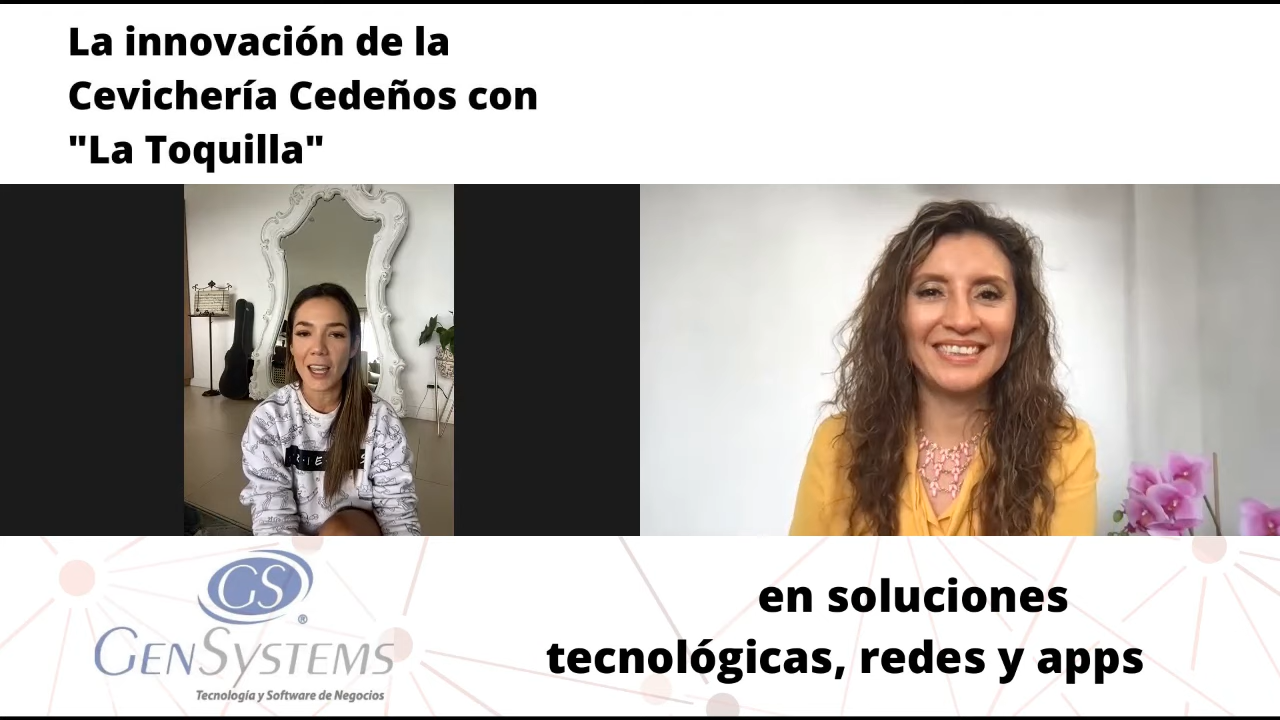 La innovación de la
Cevichería Cedeños con
"La Toquilla"
GS
®
GENSYSTEMS
Tecnología y Software de Negocios
en soluciones
tecnológicas, redes y apps